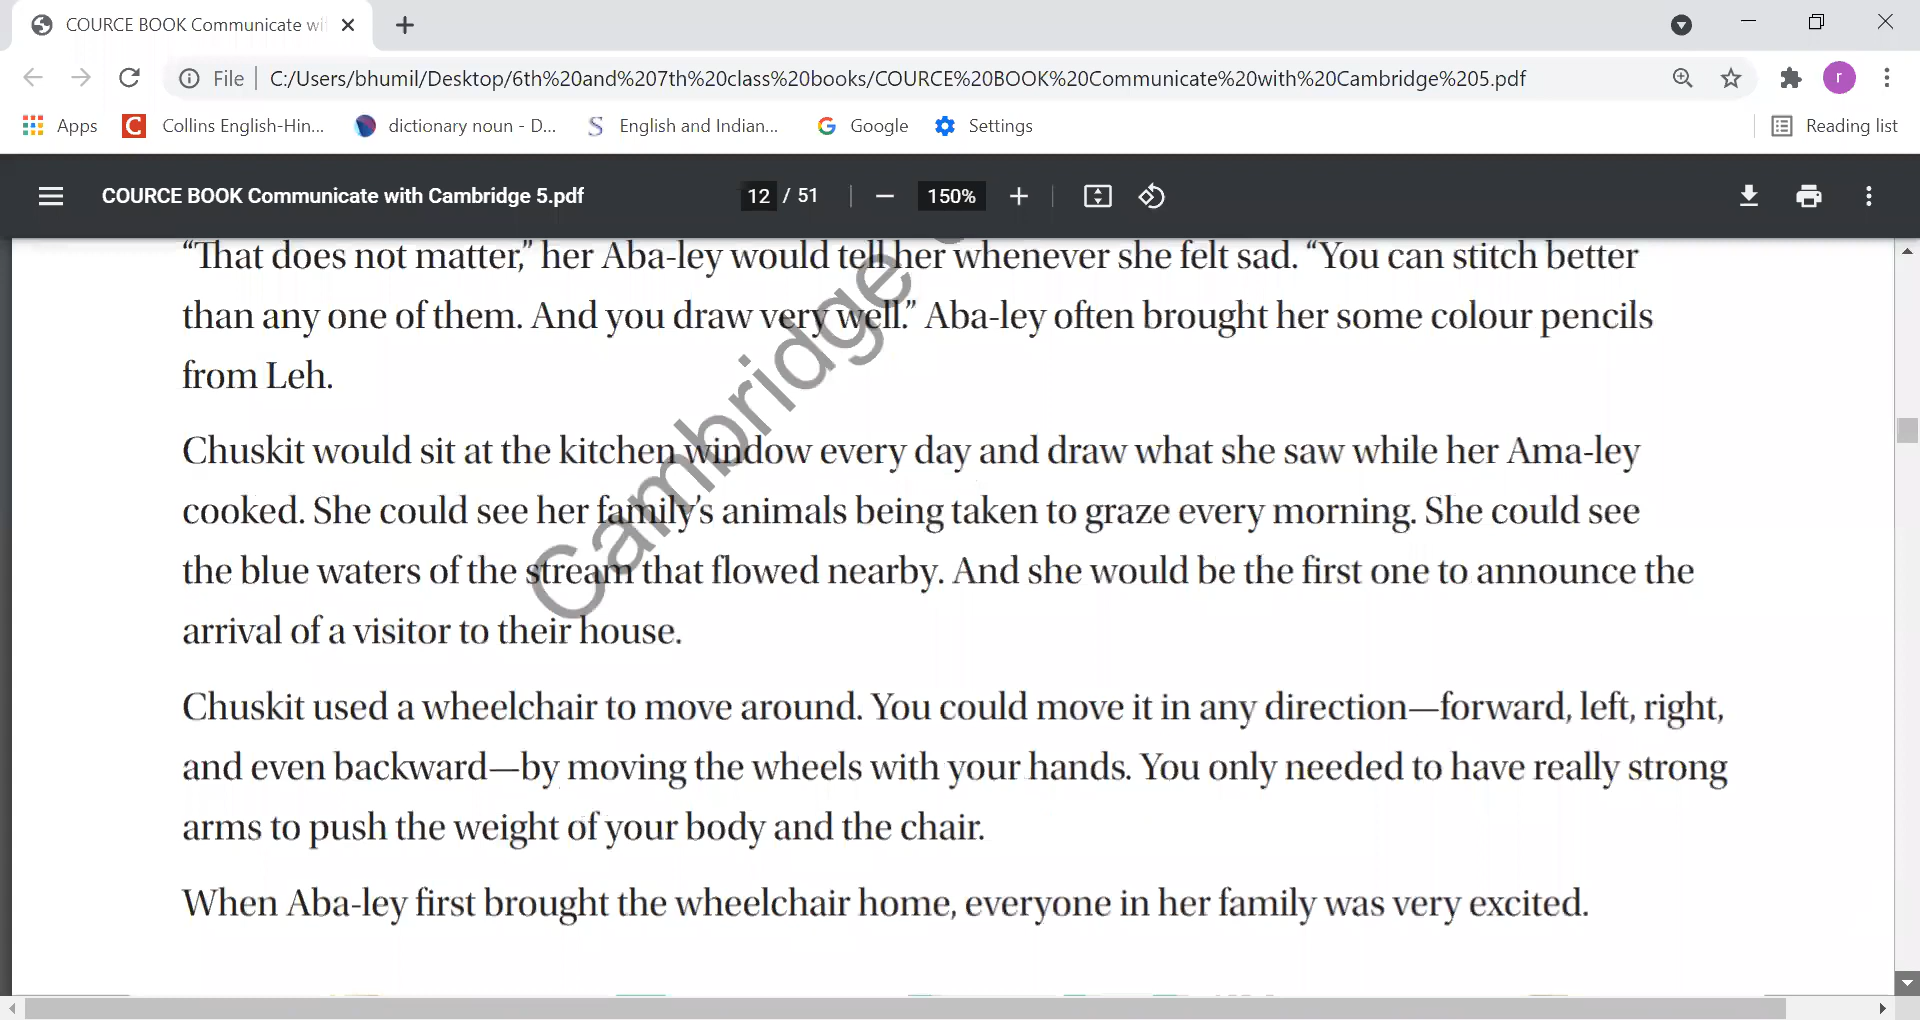 COURCE BOOK Communicate wi
File
C:/Users/bhumil/Desktop/6th%20and%207th%20class%20books/COURCE%20BOOK%20Communicate%20with%20Cambridge%205.pdf
r
Apps
Collins English-Hin...
dictionary noun - D...
English and Indian...
Google
Settings
Reading list
COURCE BOOK Communicate with Cambridge 5.pdf
12 / 51
150%
“That does not matter,” her Aba-ley would tell her whenever she felt sad. “You can stitch better
than any one of them. And you draw very well.” Aba-ley often brought her some colour pencils
from Leh.
Chuskit would sit at the kitchen window every day and draw what she saw while her Ama-ley
cooked. She could see her family’s animals being taken to graze every morning. She could see
the blue waters of the stream that flowed nearby. And she would be the first one to announce the
arrival of a visitor to their house.
Chuskit used a wheelchair to move around. You could move it in any direction—forward, left, right,
and even backward—by moving the wheels with your hands. You only needed to have really strong
arms to push the weight of your body and the chair.
When Aba-ley first brought the wheelchair home, everyone in her family was very excited.
Cambridge